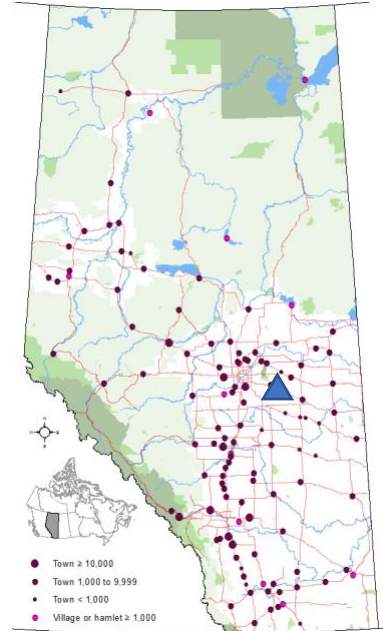 Town ≥ 10,000
Town 1,000 to 9,999
Town < 1,000
Village or hamlet ≥ 1,000